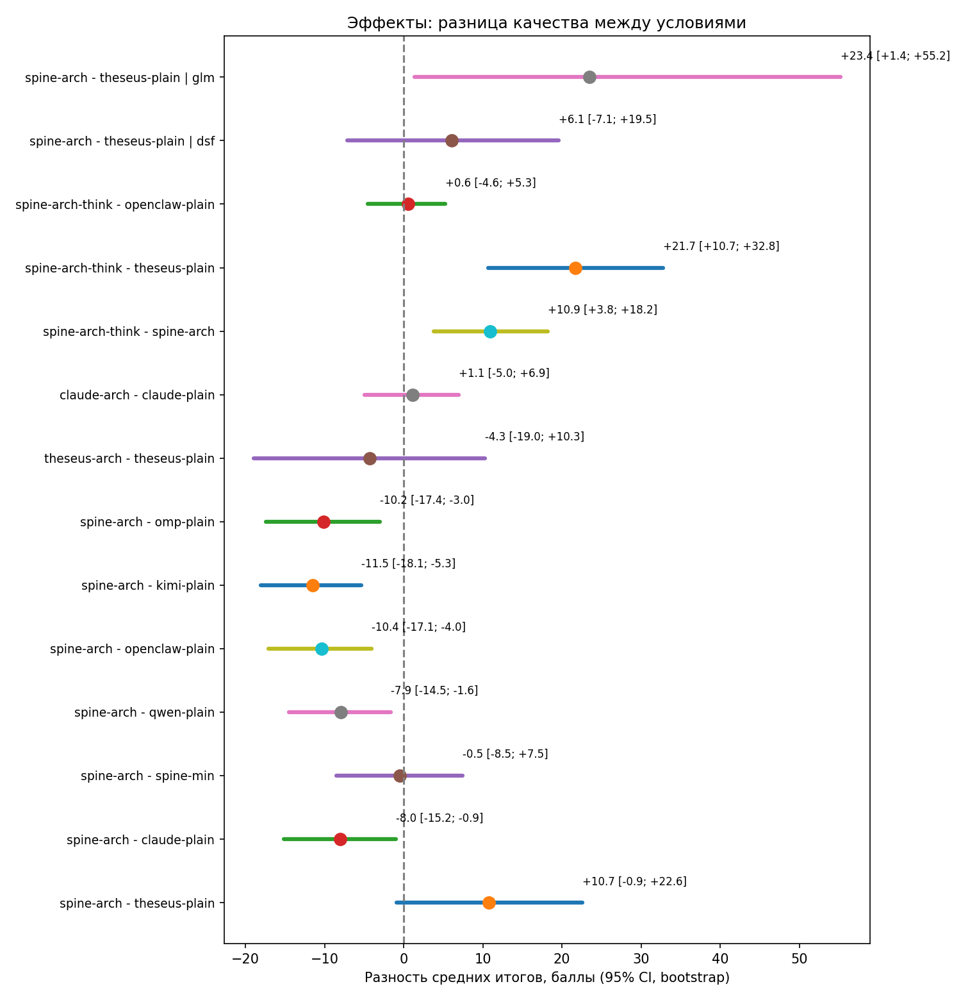 Эффекты: разница качества между условиями
+23.4 [+1.4; +55.2]
spine-arch - theseus-plain | glm
+6.1 [-7.1; +19.5]
spine-arch - theseus-plain | dsf
+0.6 [-4.6; +5.3]
spine-arch-think - openclaw-plain
+21.7 [+10.7; +32.8]
spine-arch-think - theseus-plain
+10.9 [+3.8; +18.2]
spine-arch-think - spine-arch
+1.1 [-5.0; +6.9]
claude-arch - claude-plain
-4.3 [-19.0; +10.3]
theseus-arch - theseus-plain
-10.2 [-17.4; -3.0]
spine-arch - omp-plain
-11.5 [-18.1; -5.3]
spine-arch - kimi-plain
-10.4 [-17.1; -4.0]
spine-arch - openclaw-plain
-7.9 [-14.5; -1.6]
spine-arch - qwen-plain
-0.5 [-8.5; +7.5]
spine-arch - spine-min
-8.0 [-15.2; -0.9]
spine-arch - claude-plain
+10.7 [-0.9; +22.6]
spine-arch - theseus-plain
−20 −10 0 10 20 30 40 50
Разность средних итогов, баллы (95% CI, bootstrap)